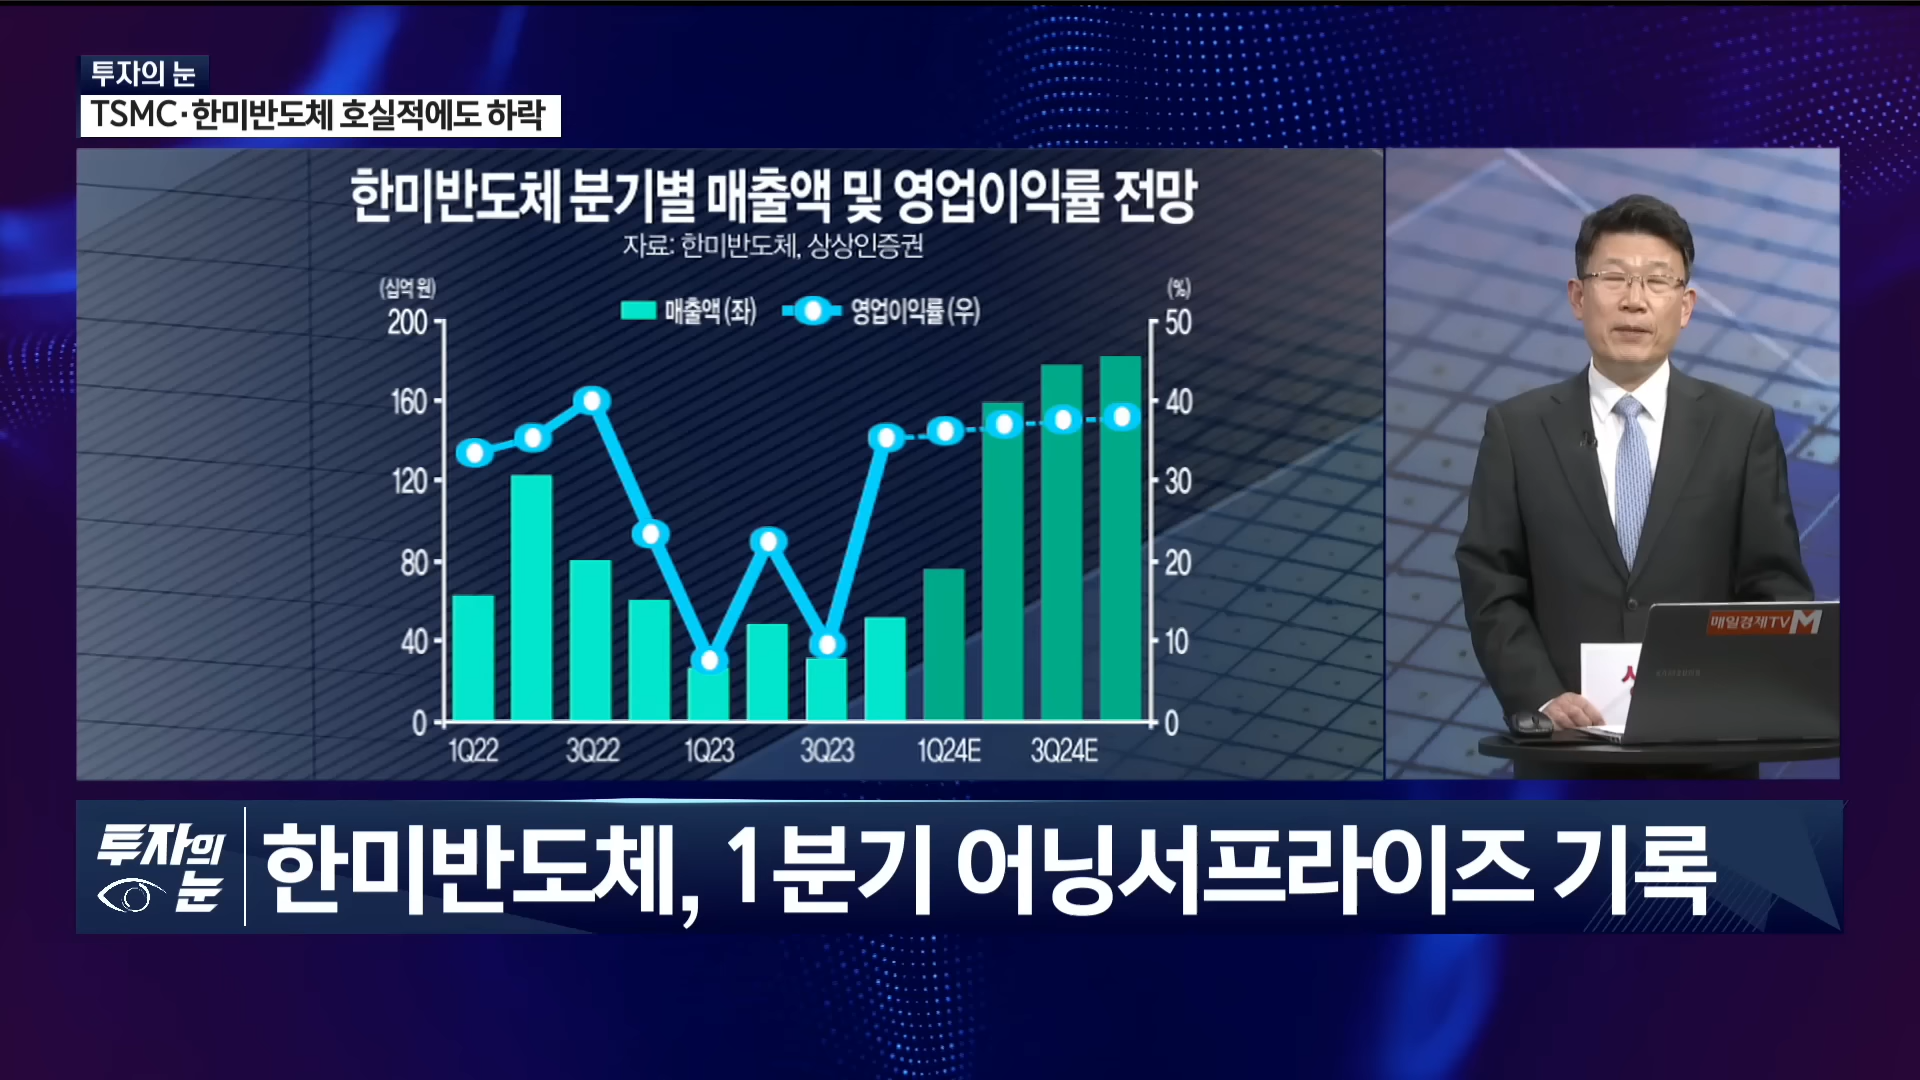 투자의 눈
TSMC·한미반도체 호실적에도 하락
한미반도체 분기별 매출액 및 영업이익률 전망
자료: 한미반도체, 상상인증권
(십억 원)
매출액 (좌)
영업이익률 (우)
(%)
200
160
120
80
40
0
50
40
30
20
10
0
1Q22
3Q22
1Q23
3Q23
1Q24E
3Q24E
매일경제TV M
SAMSUNG
투자의
눈
한미반도체, 1분기 어닝서프라이즈 기록